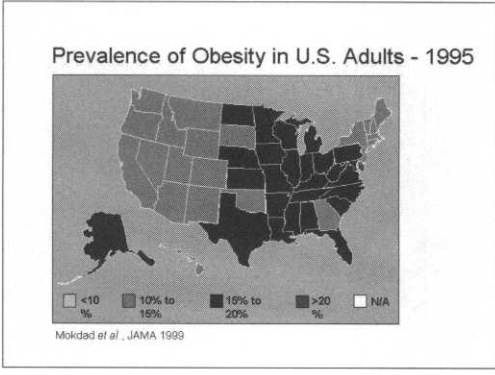 Prevalence of Obesity in U.S. Adults - 1995
<10 10% to 15% to >20 N/A
% 15% 20% %
Mokdad et al., JAMA 1999